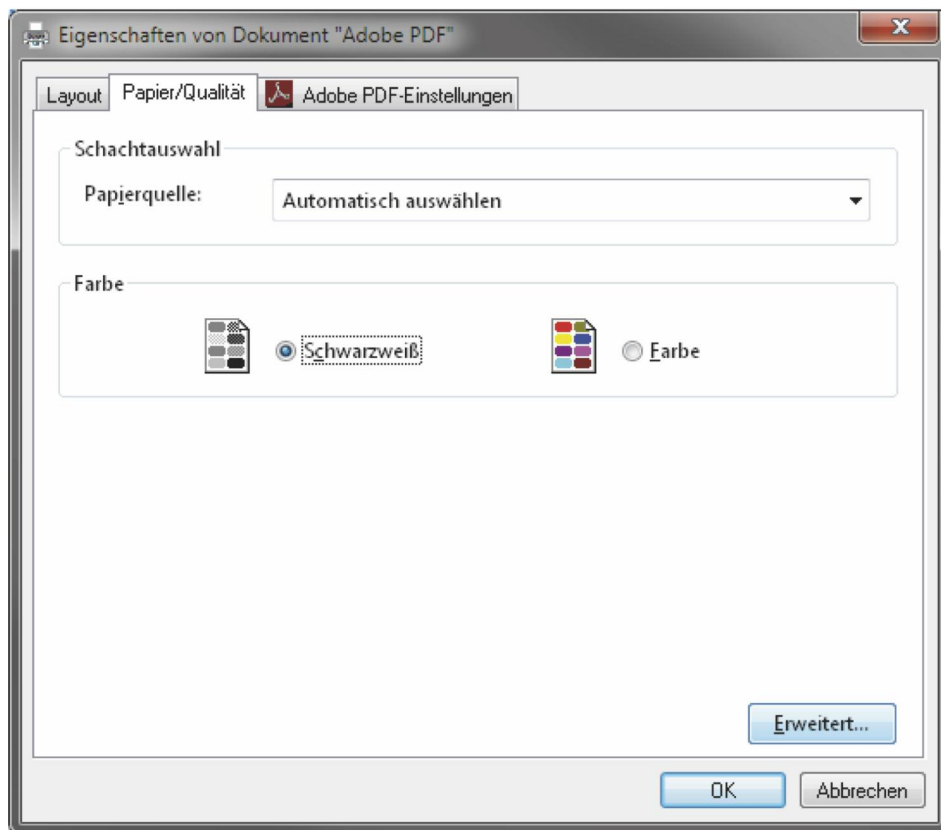 Eigenschaften von Dokument "Adobe PDF"
Layout Papier/Qualität Adobe PDF-Einstellungen
Schachtauswahl
Papierquelle: Automatisch auswählen
Farbe
Schwarzweiß Farbe
Erweitert...
OK Abbrechen